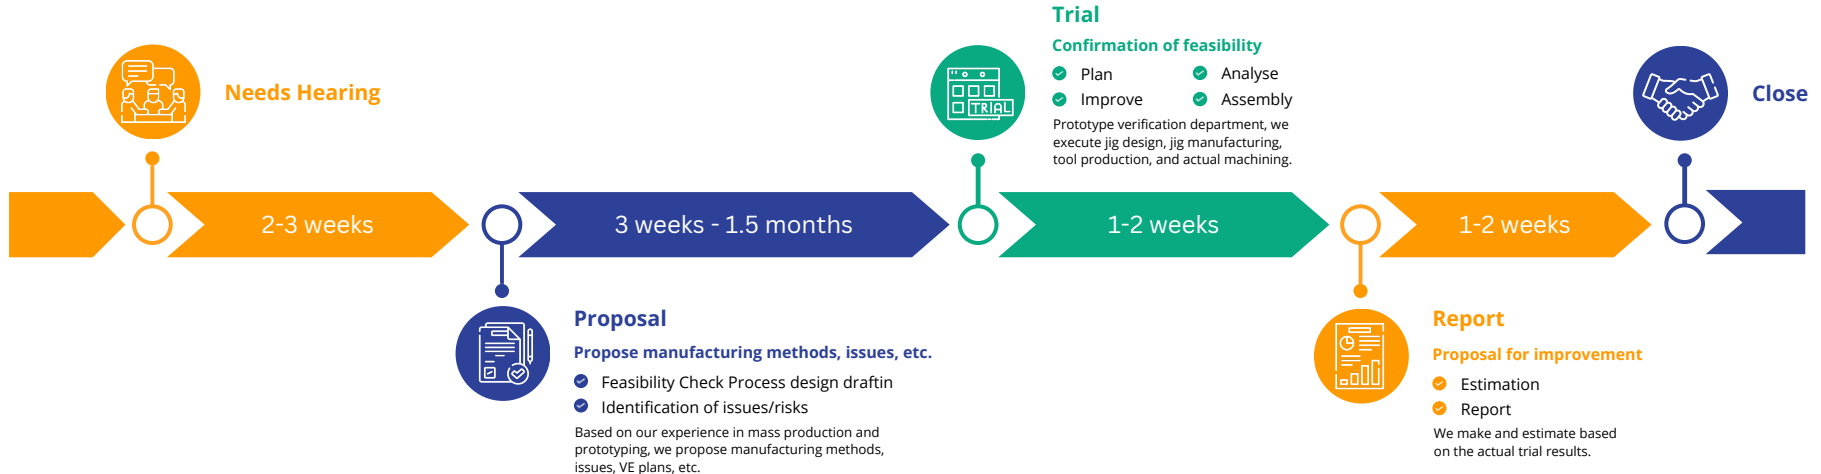 Needs Hearing
2-3 weeks
Proposal
Propose manufacturing methods, issues, etc.
Feasibility Check Process design draftin
Identification of issues/risks
Based on our experience in mass production and
prototyping, we propose manufacturing methods,
issues, VE plans, etc.
3 weeks - 1.5 months
Trial
Confirmation of feasibility
Plan
Analyse
Improve
Assembly
Prototype verification department, we
execute jig design, jig manufacturing,
tool production, and actual machining.
TRIAL
1-2 weeks
Report
Proposal for improvement
Estimation
Report
We make and estimate based
on the actual trial results.
1-2 weeks
Close